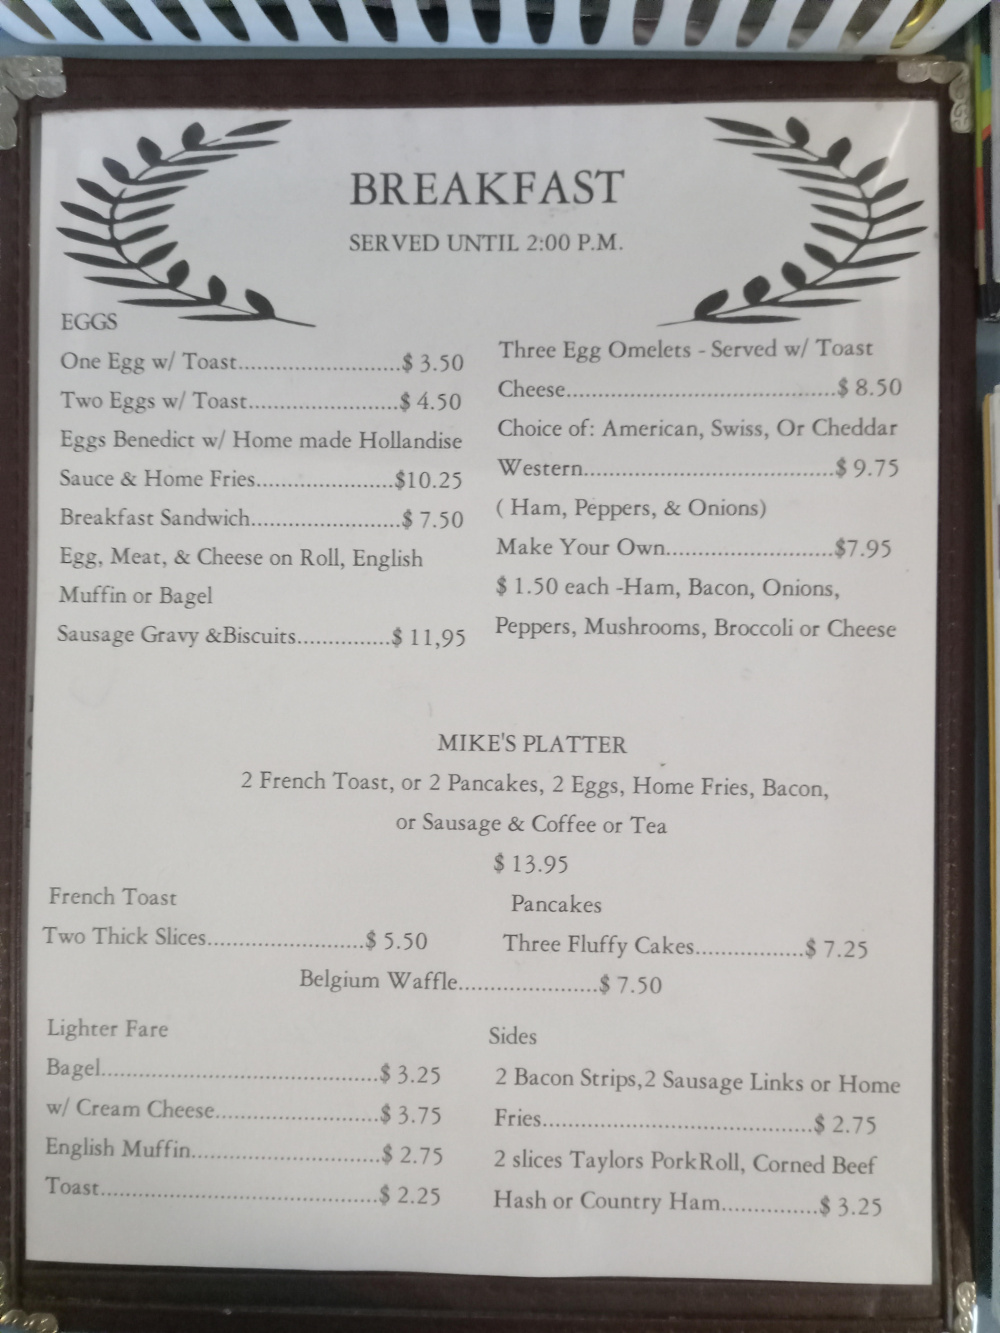 BREAKFAST
SERVED UNTIL 2:00 P.M.
EGGS
One Egg w/ Toast..........................$ 3.50
Two Eggs w/ Toast........................$ 4.50
Eggs Benedict w/ Home made Hollandise
Sauce & Home Fries......................$10.25
Breakfast Sandwich........................$ 7.50
Egg, Meat, & Cheese on Roll, English
Muffin or Bagel
Sausage Gravy &Biscuits...............$ 11,95
Three Egg Omelets - Served w/ Toast
Cheese...........................................$ 8.50
Choice of: American, Swiss, Or Cheddar
Western........................................$ 9.75
( Ham, Peppers, & Onions)
Make Your Own...........................$7.95
$ 1.50 each -Ham, Bacon, Onions,
Peppers, Mushrooms, Broccoli or Cheese
MIKE'S PLATTER
2 French Toast, or 2 Pancakes, 2 Eggs, Home Fries, Bacon,
or Sausage & Coffee or Tea
$ 13.95
French Toast
Two Thick Slices.........................$ 5.50
Pancakes
Three Fluffy Cakes.................$ 7.25
Belgium Waffle......................$ 7.50
Lighter Fare
Bagel............................................$ 3.25
w/ Cream Cheese..........................$ 3.75
English Muffin..............................$ 2.75
Toast............................................$ 2.25
Sides
2 Bacon Strips,2 Sausage Links or Home
Fries...........................................$ 2.75
2 slices Taylors PorkRoll, Corned Beef
Hash or Country Ham...............$ 3.25